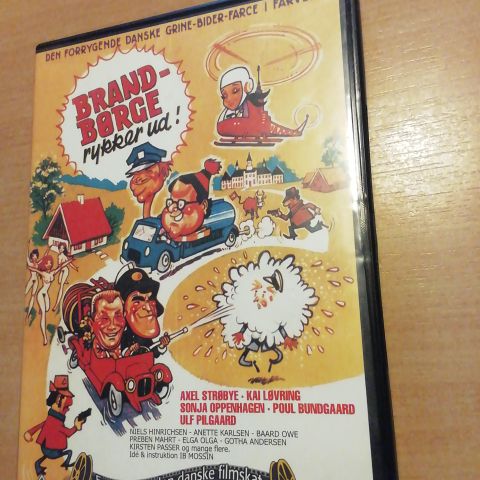 DEN FORRYGENDE DANSKE GRINE-BIDER-FARCE I FARVER
BRAND-
BØRGE
rykker ud!
AXEL STRØBYE · KAI LØVRING
SONJA OPPENHAGEN · POUL BUNDGAARD
ULF PILGAARD
NIELS HINRICHSEN - ANETTE KARLSEN - BAARD OWE
PREBEN MAHRT - ELGA OLGA - GOTHA ANDERSEN
KIRSTEN PASSER og mange flere.
Idé & instruktion IB MOSSIN
danske filmskat